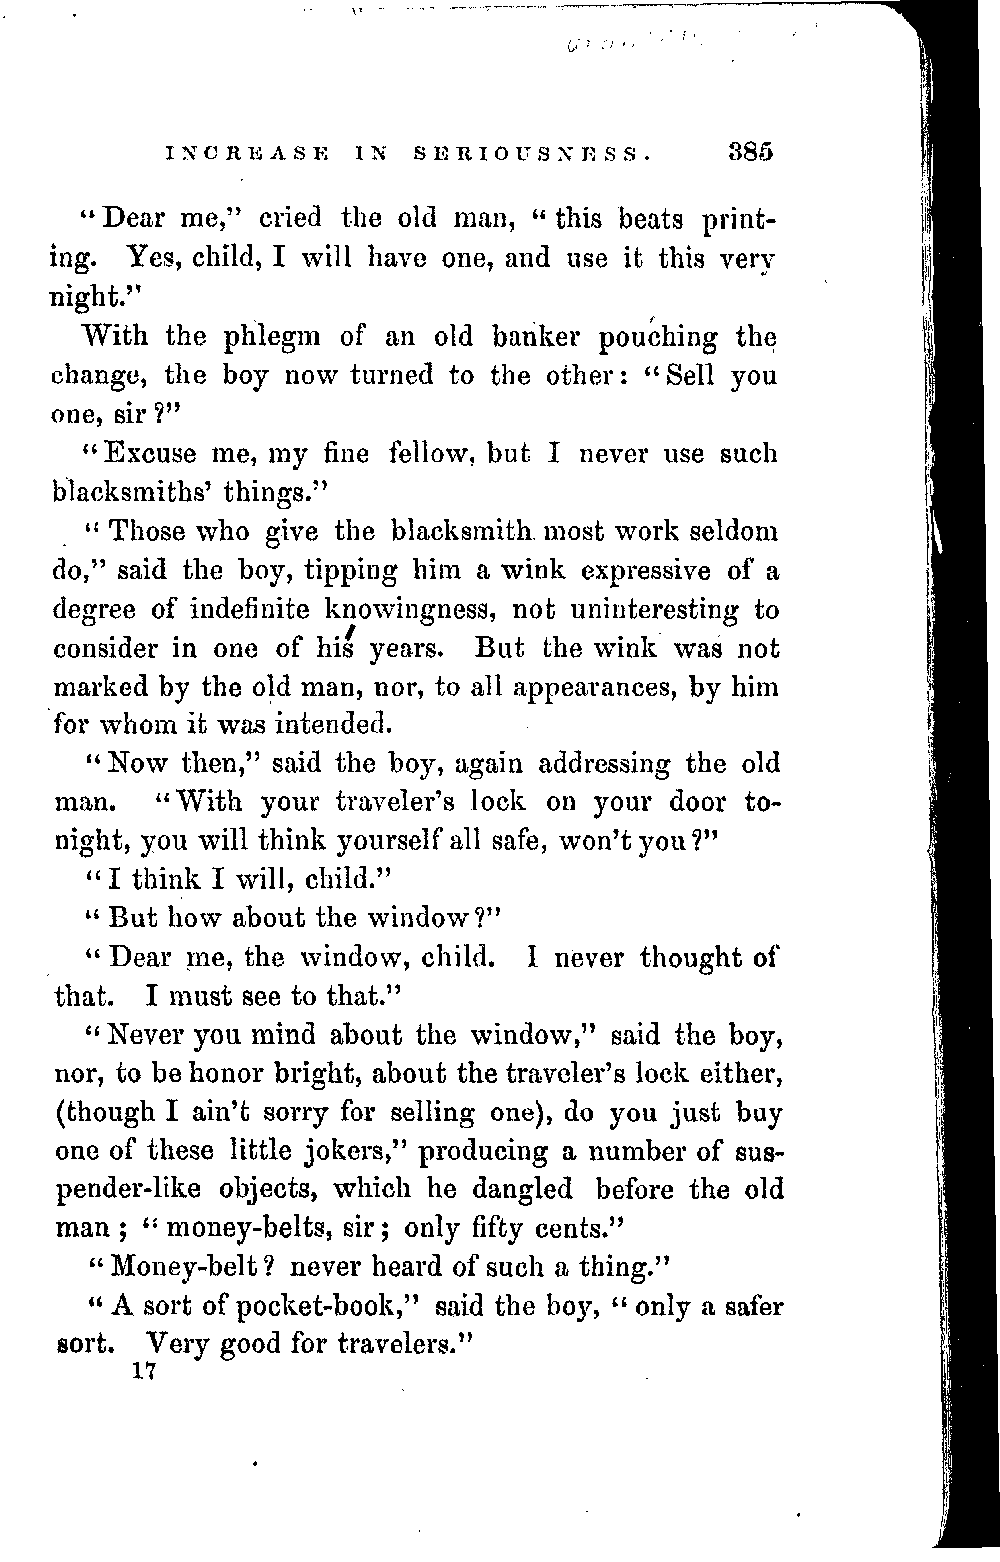 INCREASE IN SERIOUSNESS. 385
“Dear me,” cried the old man, “this beats print-
ing. Yes, child, I will have one, and use it this very
night.”
With the phlegm of an old banker pouching the
change, the boy now turned to the other: “Sell you
one, sir?”
“Excuse me, my fine fellow, but I never use such
blacksmiths’ things.”
“Those who give the blacksmith most work seldom
do,” said the boy, tipping him a wink expressive of a
degree of indefinite knowingness, not uninteresting to
consider in one of his years. But the wink was not
marked by the old man, nor, to all appearances, by him
for whom it was intended.
“Now then,” said the boy, again addressing the old
man. “With your traveler’s lock on your door to-
night, you will think yourself all safe, won’t you?”
“I think I will, child.”
“But how about the window?”
“Dear me, the window, child. I never thought of
that. I must see to that.”
“Never you mind about the window,” said the boy,
nor, to be honor bright, about the traveler’s lock either,
(though I ain’t sorry for selling one), do you just buy
one of these little jokers,” producing a number of sus-
pender-like objects, which he dangled before the old
man; “money-belts, sir; only fifty cents.”
“Money-belt? never heard of such a thing.”
“A sort of pocket-book,” said the boy, “only a safer
sort. Very good for travelers.”
17